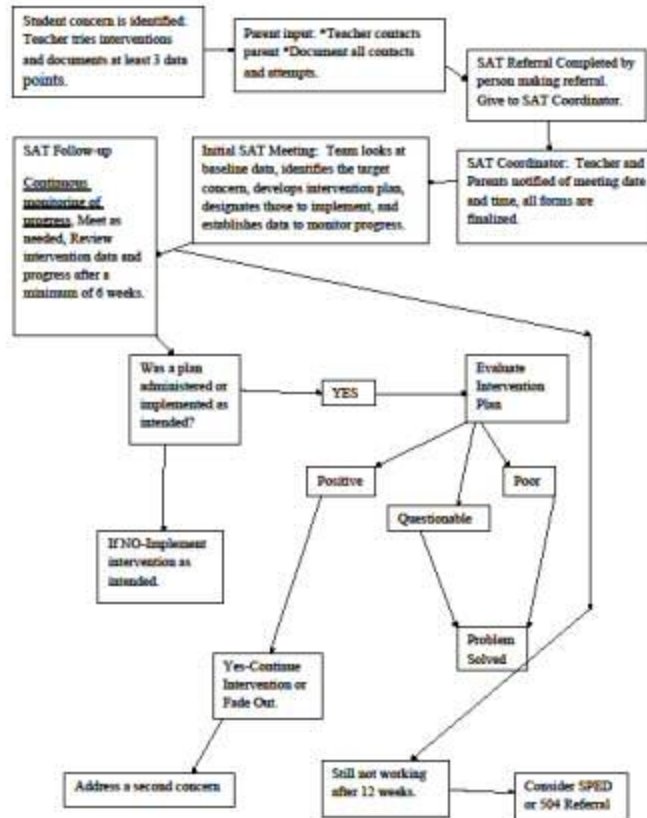 Student concern is identified:
Teacher tries interventions
and documents at least 3 data
points.
Parent input: *Teacher contacts
parent *Document all contacts
and attempts.
SAT Referral Completed by
person making referral.
Give to SAT Coordinator.
SAT Follow-up
Continuous
monitoring of
progress, Meet as
needed, Review
intervention data and
progress after a
minimum of 6 weeks.
Initial SAT Meeting: Team looks at
baseline data, identifies the target
concern, develops intervention plan,
designates those to implement, and
establishes data to monitor progress.
SAT Coordinator: Teacher and
Parents notified of meeting date
and time, all forms are
finalized.
Was a plan
administered or
implemented as
intended?
YES
Evaluate
Intervention
Plan
Positive
Questionable
Poor
If NO-Implement
intervention as
intended.
Problem
Solved
Yes-Continue
Intervention or
Fade Out.
Address a second concern
Still not working
after 12 weeks.
Consider SPED
or 504 Referral